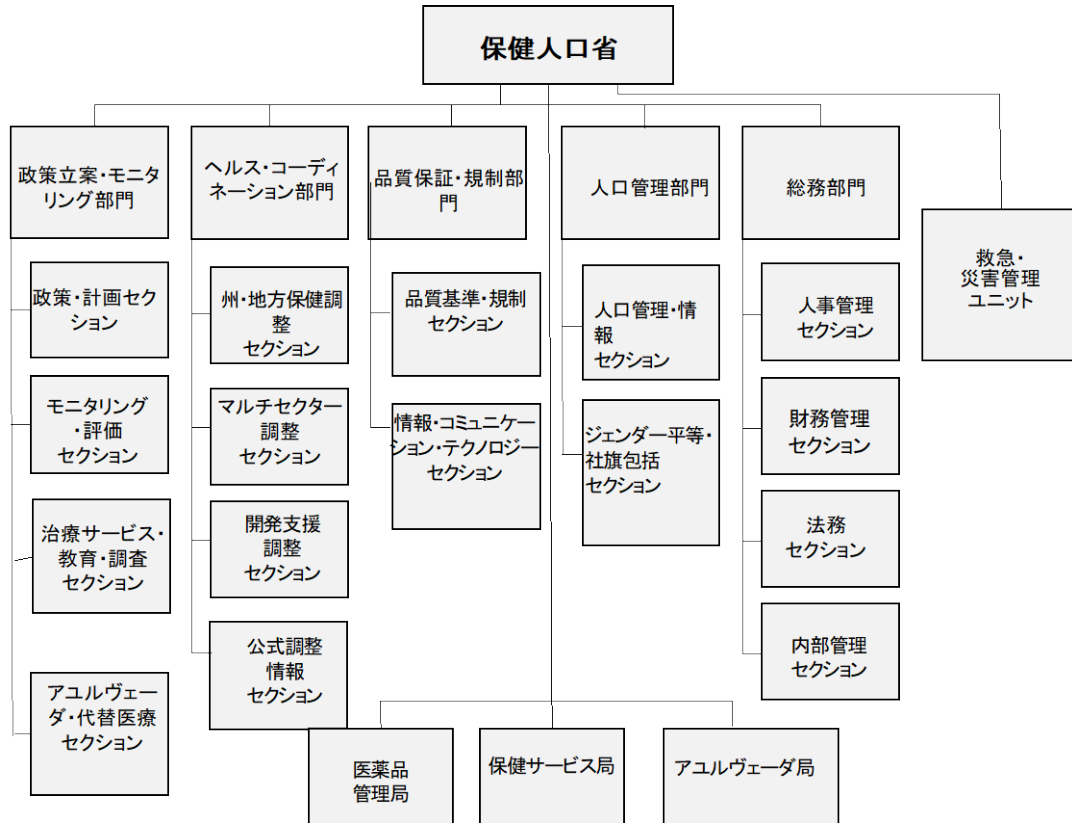 保健人口省
政策立案・モニタ
リング部門
政策・計画セク
ション
モニタリング
・評価
セクション
治療サービス・
教育・調査
セクション
アユルヴェー
ダ・代替医療
セクション
ヘルス・コーディ
ネーション部門
州・地方保健調
整
セクション
マルチセクター
調整
セクション
開発支援
調整
セクション
公式調整
情報
セクション
品質保証・規制部
門
品質基準・規制
セクション
情報・コミュニケー
ション・テクノロジー
セクション
人口管理部門
人口管理・情
報
セクション
ジェンダー平等・
社旗包括
セクション
総務部門
人事管理
セクション
財務管理
セクション
法務
セクション
内部管理
セクション
救急・
災害管理
ユニット
医薬品
管理局
保健サービス局
アユルヴェーダ局